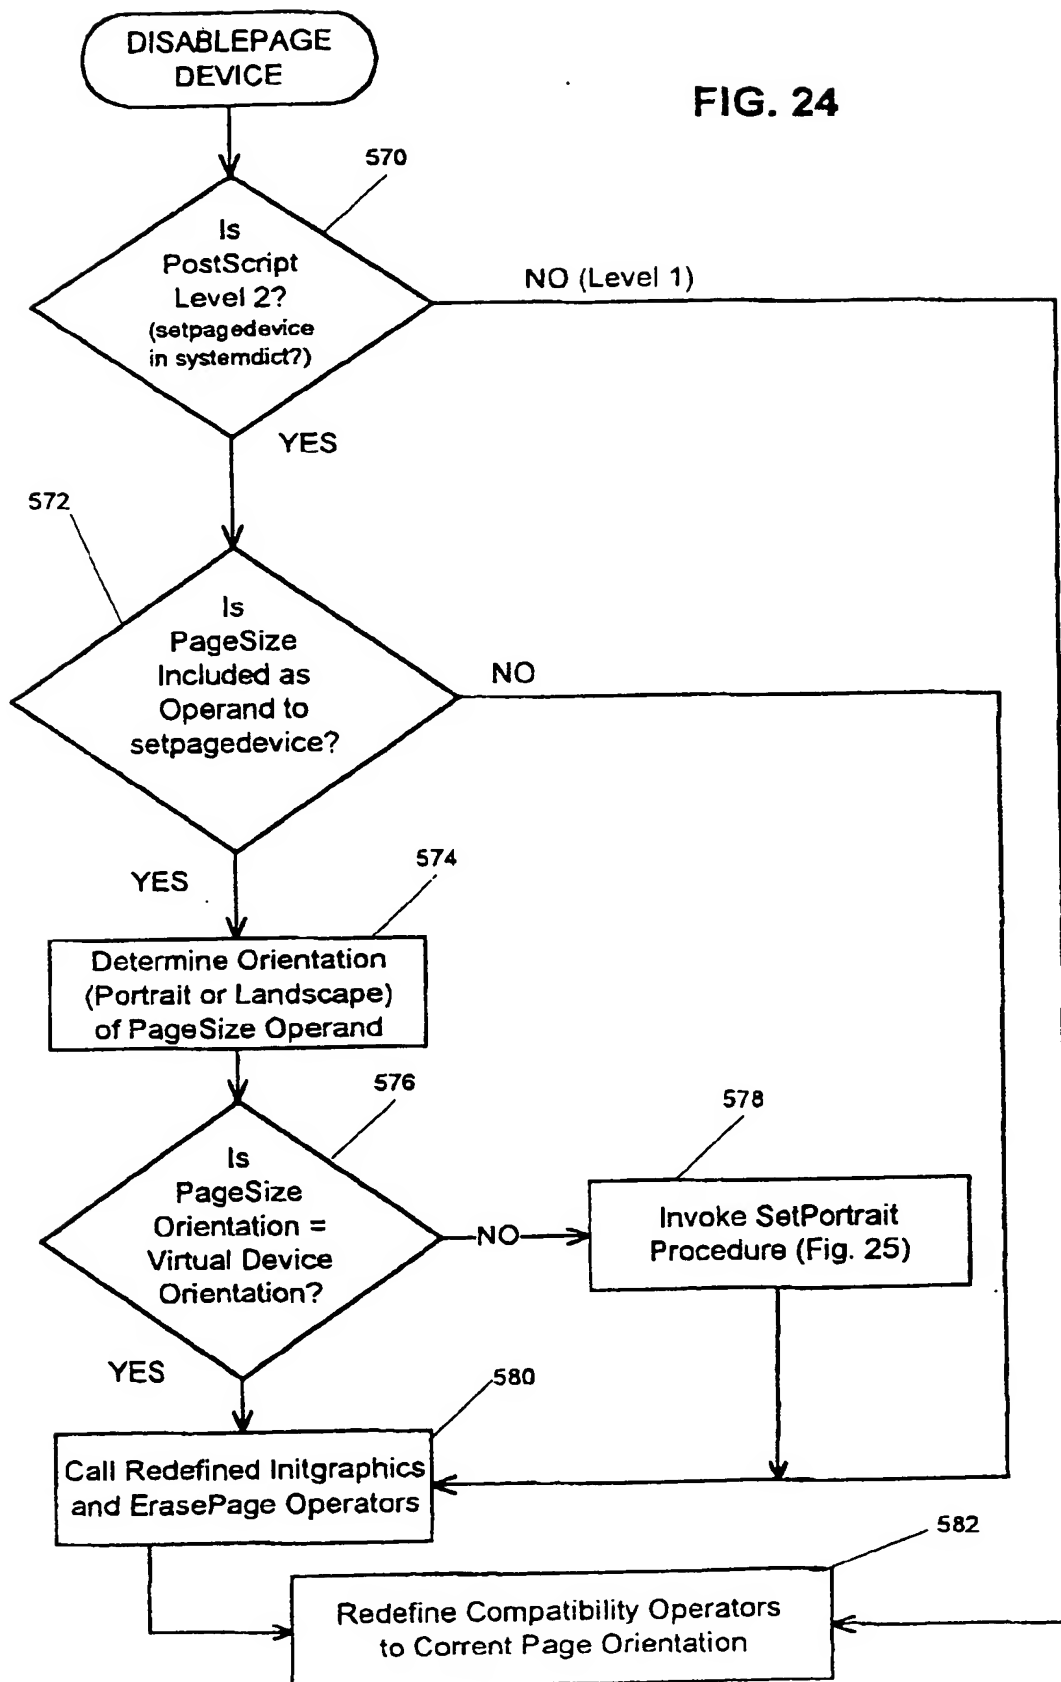 DISABLEPAGE
DEVICE
FIG. 24
570
Is
PostScript
Level 2?
(setpagedevice
in systemdict?)
NO (Level 1)
YES
572
Is
PageSize
Included as
Operand to
setpagedevice?
NO
YES
574
Determine Orientation
(Portrait or Landscape)
of PageSize Operand
576
Is
PageSize
Orientation =
Virtual Device
Orientation?
NO
578
Invoke SetPortrait
Procedure (Fig. 25)
YES
580
Call Redefined Initgraphics
and ErasePage Operators
582
Redefine Compatibility Operators
to Corrent Page Orientation